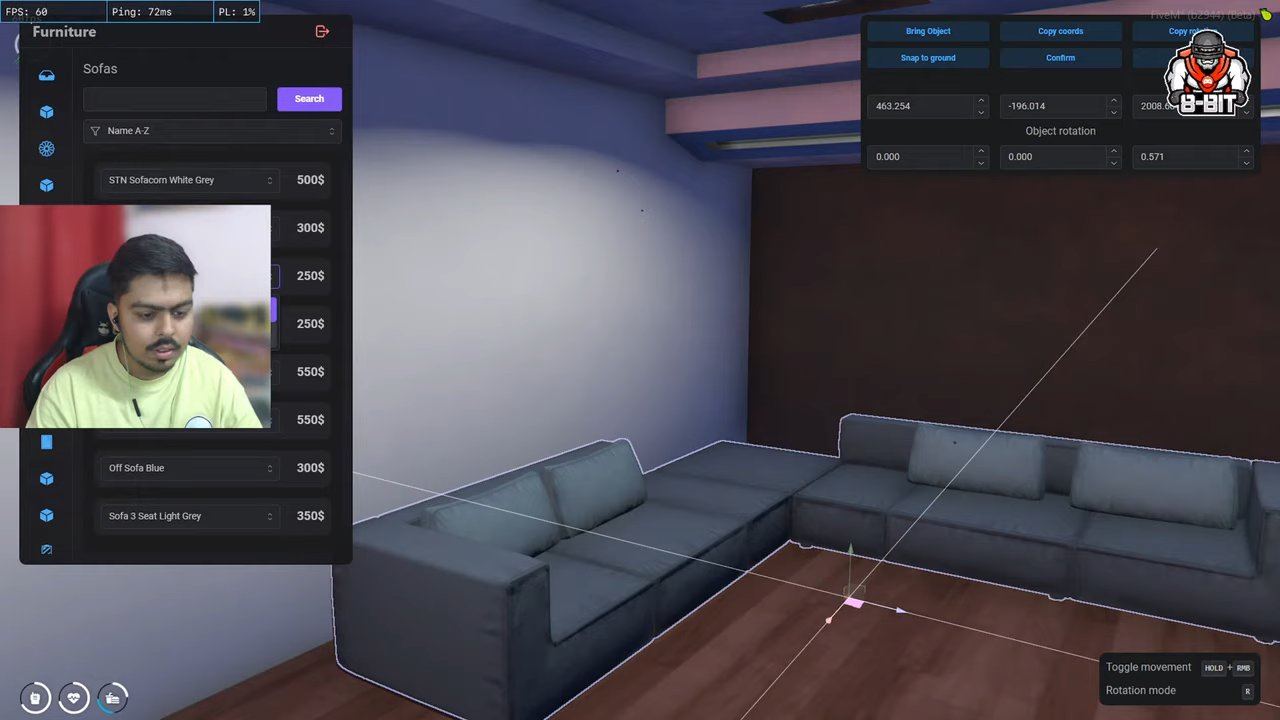 FPS: 60 Ping: 72ms PL: 1%
FiveM* (b2944) (Beta)
Furniture
Sofas
Search
Name A-Z
STN Sofacorn White Grey 500$
300$
250$
250$
550$
550$
Off Sofa Blue 300$
Sofa 3 Seat Light Grey 350$
Bring Object Copy coords
Snap to ground Confirm
463.254 -196.014
Object rotation
0.000 0.000 0.571
8-BIT
Toggle movement HOLD + RMB
Rotation mode R